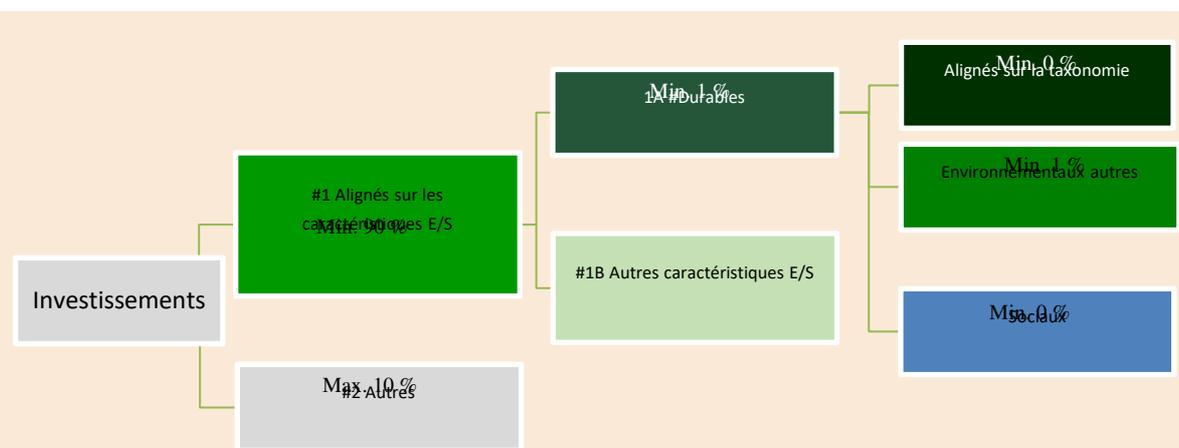 Investissements
#1 Alignés sur les
caractéristiques E/S
Min. 90 %
Max. 10 %
#2 Autres
Min. 1 %
1A #Durables
#1B Autres caractéristiques E/S
Min. 0 %
Alignés sur la taxonomie
Min. 1 %
Environnementaux autres
Min. 0 %
Sociaux